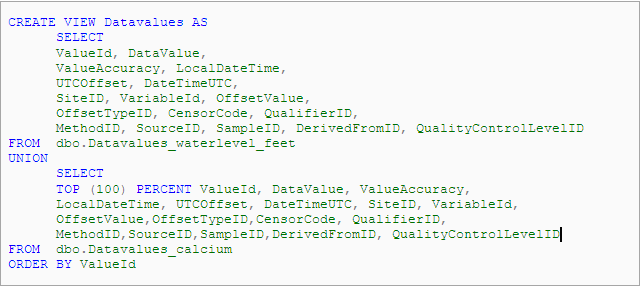 CREATE VIEW Datavalues AS
SELECT
ValueId, DataValue,
ValueAccuracy, LocalDateTime,
UTCOffset, DateTimeUTC,
SiteID, VariableId, OffsetValue,
OffsetTypeID, CensorCode, QualifierID,
MethodID, SourceID, SampleID, DerivedFromID, QualityControlLevelID
FROM dbo.Datavalues_waterlevel_feet
UNION
SELECT
TOP (100) PERCENT ValueId, DataValue, ValueAccuracy,
LocalDateTime, UTCOffset, DateTimeUTC, SiteID, VariableId,
OffsetValue,OffsetTypeID,CensorCode, QualifierID,
MethodID,SourceID,SampleID,DerivedFromID, QualityControlLevelID
FROM dbo.Datavalues_calcium
ORDER BY ValueId